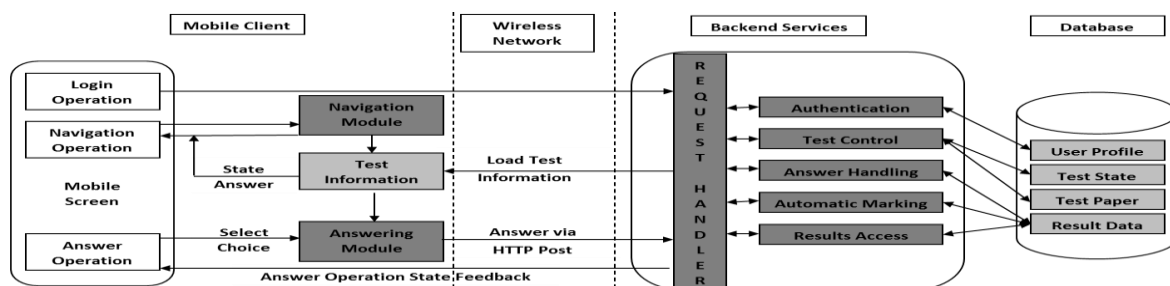 Mobile Client
Wireless
Network
Backend Services
Database
Login
Operation
Navigation
Operation
Mobile
Screen
Answer
Operation
Navigation
Module
State
Answer
Test
Information
Select
Choice
Answering
Module
Load Test
Information
Answer via
HTTP Post
Answer Operation State Feedback
REQUEST HANDLER
Authentication
Test Control
Answer Handling
Automatic Marking
Results Access
User Profile
Test State
Test Paper
Result Data